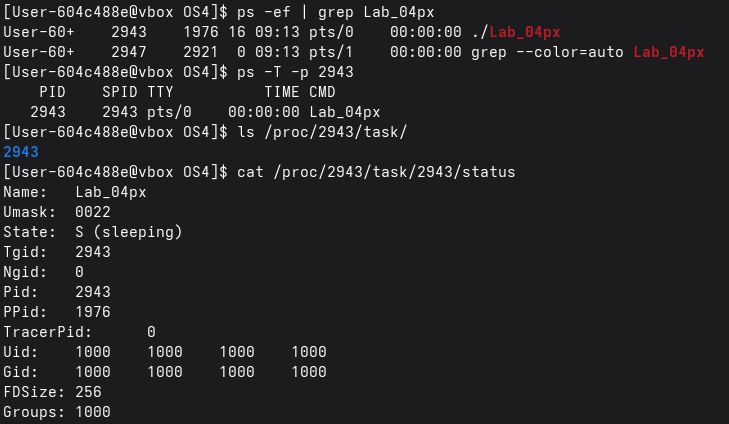 [User-604c488e@vbox OS4]$ ps -ef | grep Lab_04px
User-60+    2943    1976 16 09:13 pts/0    00:00:00 ./Lab_04px
User-60+    2947    2921  0 09:13 pts/1    00:00:00 grep --color=auto Lab_04px
[User-604c488e@vbox OS4]$ ps -T -p 2943
    PID    SPID TTY          TIME CMD
   2943    2943 pts/0    00:00:00 Lab_04px
[User-604c488e@vbox OS4]$ ls /proc/2943/task/
2943
[User-604c488e@vbox OS4]$ cat /proc/2943/task/2943/status
Name:   Lab_04px
Umask:  0022
State:  S (sleeping)
Tgid:   2943
Ngid:   0
Pid:    2943
PPid:   1976
TracerPid:      0
Uid:    1000    1000    1000    1000
Gid:    1000    1000    1000    1000
FDSize: 256
Groups: 1000